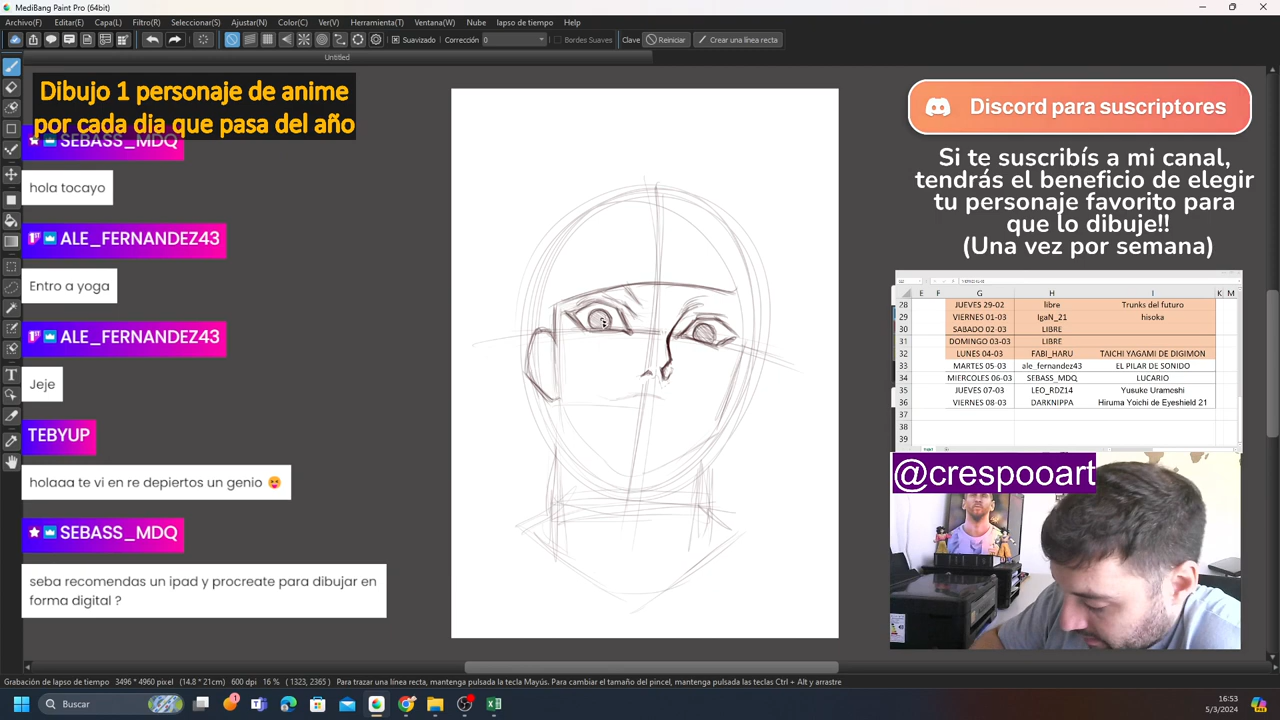 MediBang Paint Pro (64bit)
Archivo(F) Editar(E) Capa(L) Filtro(R) Seleccionar(S) Ajustar(N) Color(C) Ver(V) Herramienta(T) Ventana(W) Nube lapso de tiempo Help
Suavizado Corrección 0 Bordes Suaves Clave Reiniciar Crear una línea recta
Untitled
Dibujo 1 personaje de anime
por cada dia que pasa del año
SEBASS_MDQ
hola tocayo
ALE_FERNANDEZ43
Entro a yoga
ALE_FERNANDEZ43
Jeje
TEBYUP
holaaa te vi en re depiertos un genio 😝
SEBASS_MDQ
seba recomendas un ipad y procreate para dibujar en
forma digital ?
Discord para suscriptores
Si te suscribís a mi canal,
tendrás el beneficio de elegir
tu personaje favorito para
que lo dibuje!!
(Una vez por semana)
E F G H I K M
28 JUEVES 29-02 libre Trunks del futuro
29 VIERNES 01-03 IgaN_21 hisoka
30 SABADO 02-03 LIBRE
31 DOMINGO 03-03 LIBRE
32 LUNES 04-03 FABI_HARU TAICHI YAGAMI DE DIGIMON
33 MARTES 05-03 ale_fernandez43 EL PILAR DE SONIDO
34 MIERCOLES 06-03 SEBASS_MDQ LUCARIO
35 JUEVES 07-03 LEO_RDZ14 Yusuke Urameshi
36 VIERNES 08-03 DARKNIPPA Hiruma Yoichi de Eyeshield 21
37
38
39
@crespooart
Grabación de lapso de tiempo 3496 * 4960 pixel (14.8 * 21cm) 600 dpi 16 % ( 1323, 2365 ) Para trazar una línea recta, mantenga pulsada la tecla Mayús. Para cambiar el tamaño del pincel, mantenga pulsadas las teclas Ctrl + Alt y arrastre
Buscar
16:53
5/3/2024